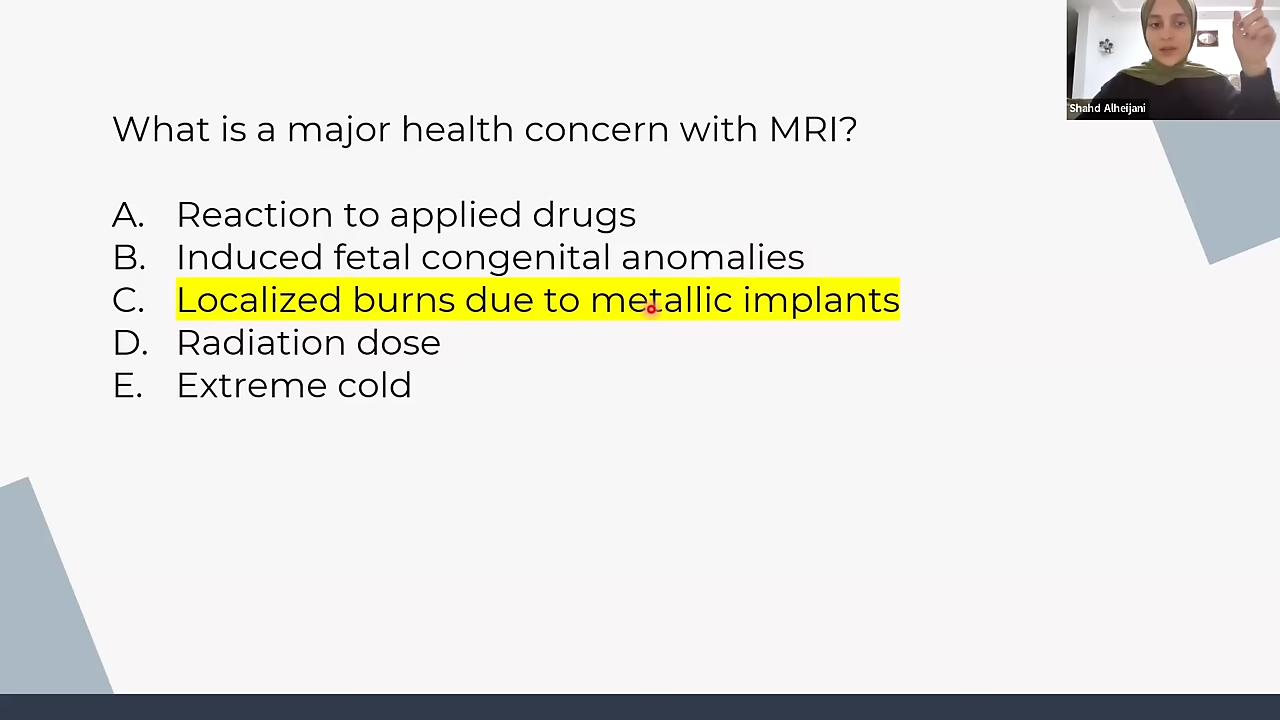 Shahd Alheijani
What is a major health concern with MRI?
A. Reaction to applied drugs
B. Induced fetal congenital anomalies
C. Localized burns due to metallic implants
D. Radiation dose
E. Extreme cold